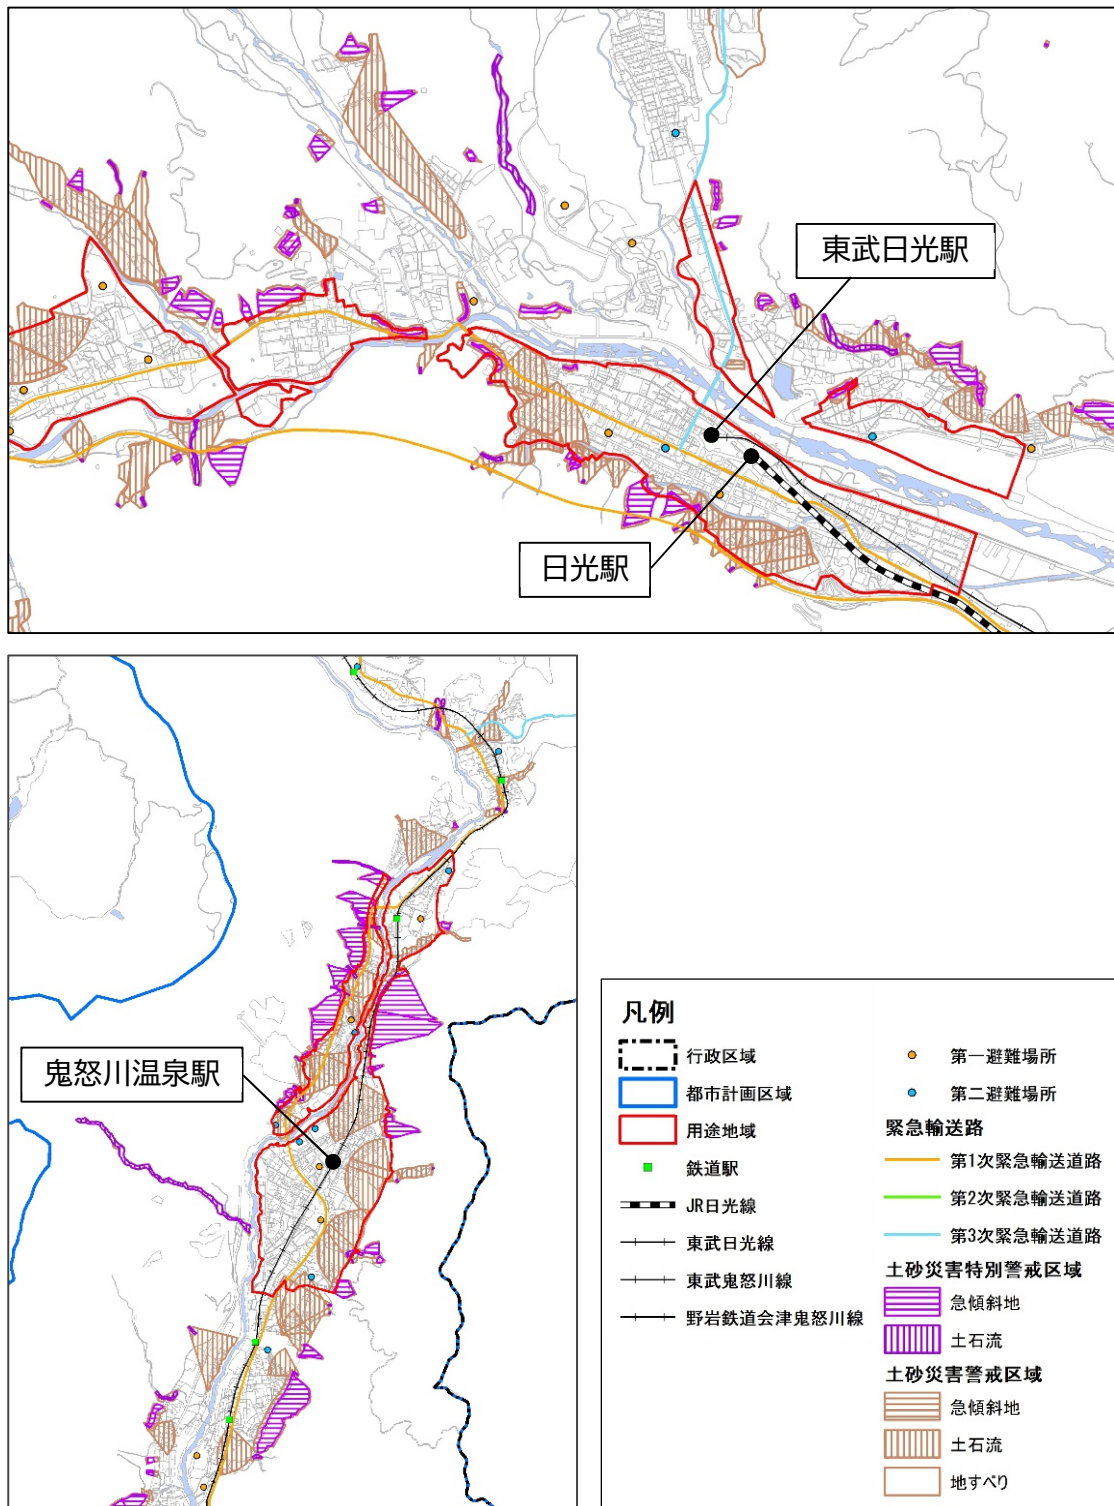 東武日光駅
日光駅
鬼怒川温泉駅
凡例
行政区域
都市計画区域
用途地域
鉄道駅
JR日光線
東武日光線
東武鬼怒川線
野岩鉄道会津鬼怒川線
第一避難場所
第二避難場所
緊急輸送路
第1次緊急輸送道路
第2次緊急輸送道路
第3次緊急輸送道路
土砂災害特別警戒区域
急傾斜地
土石流
土砂災害警戒区域
急傾斜地
土石流
地すべり